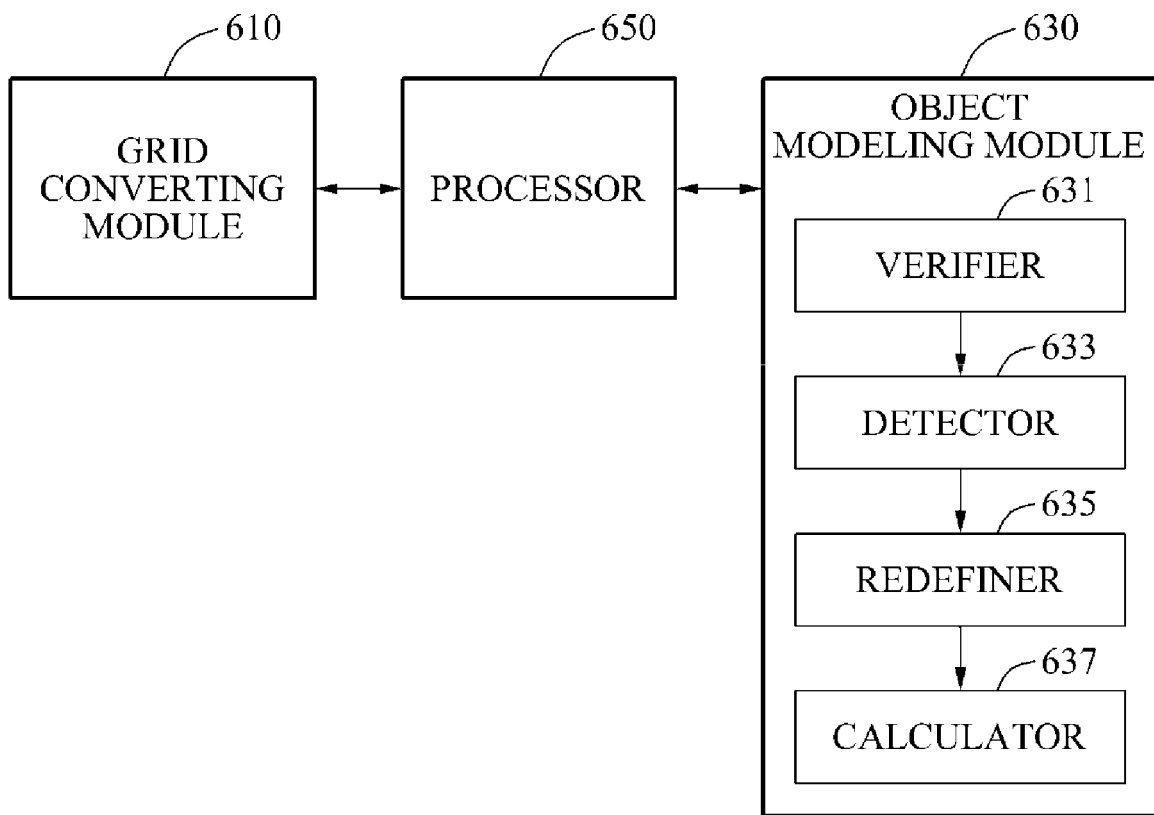 610
650
630
GRID
CONVERTING
MODULE
PROCESSOR
OBJECT
MODELING MODULE
631
VERIFIER
633
DETECTOR
635
REDEFINER
637
CALCULATOR